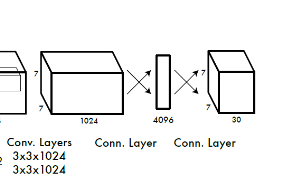 7
7
7
7
1024
4096
30
Conv. Layers
Conn. Layer
Conn. Layer
3x3x1024
3x3x1024